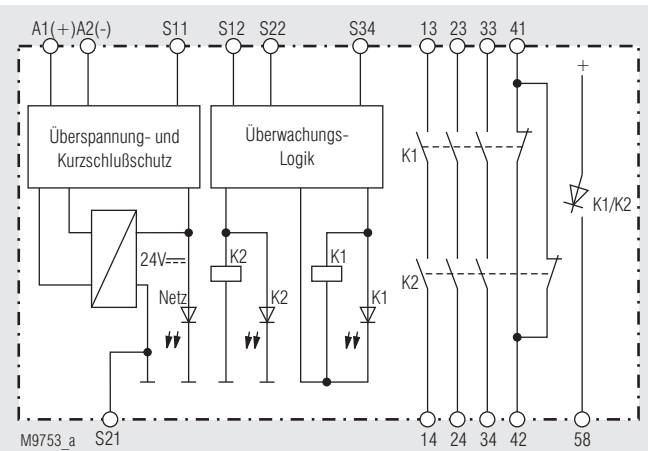 A1(+) A2(-) S11 S12 S22 S34 13 23 33 41
+
Überspannung- und
Kurzschlußschutz
Überwachungs-
Logik
K1
K1/K2
24V
K2
K1
K2
Netz
K2
K1
S21
14 24 34 42 58
M9753_a